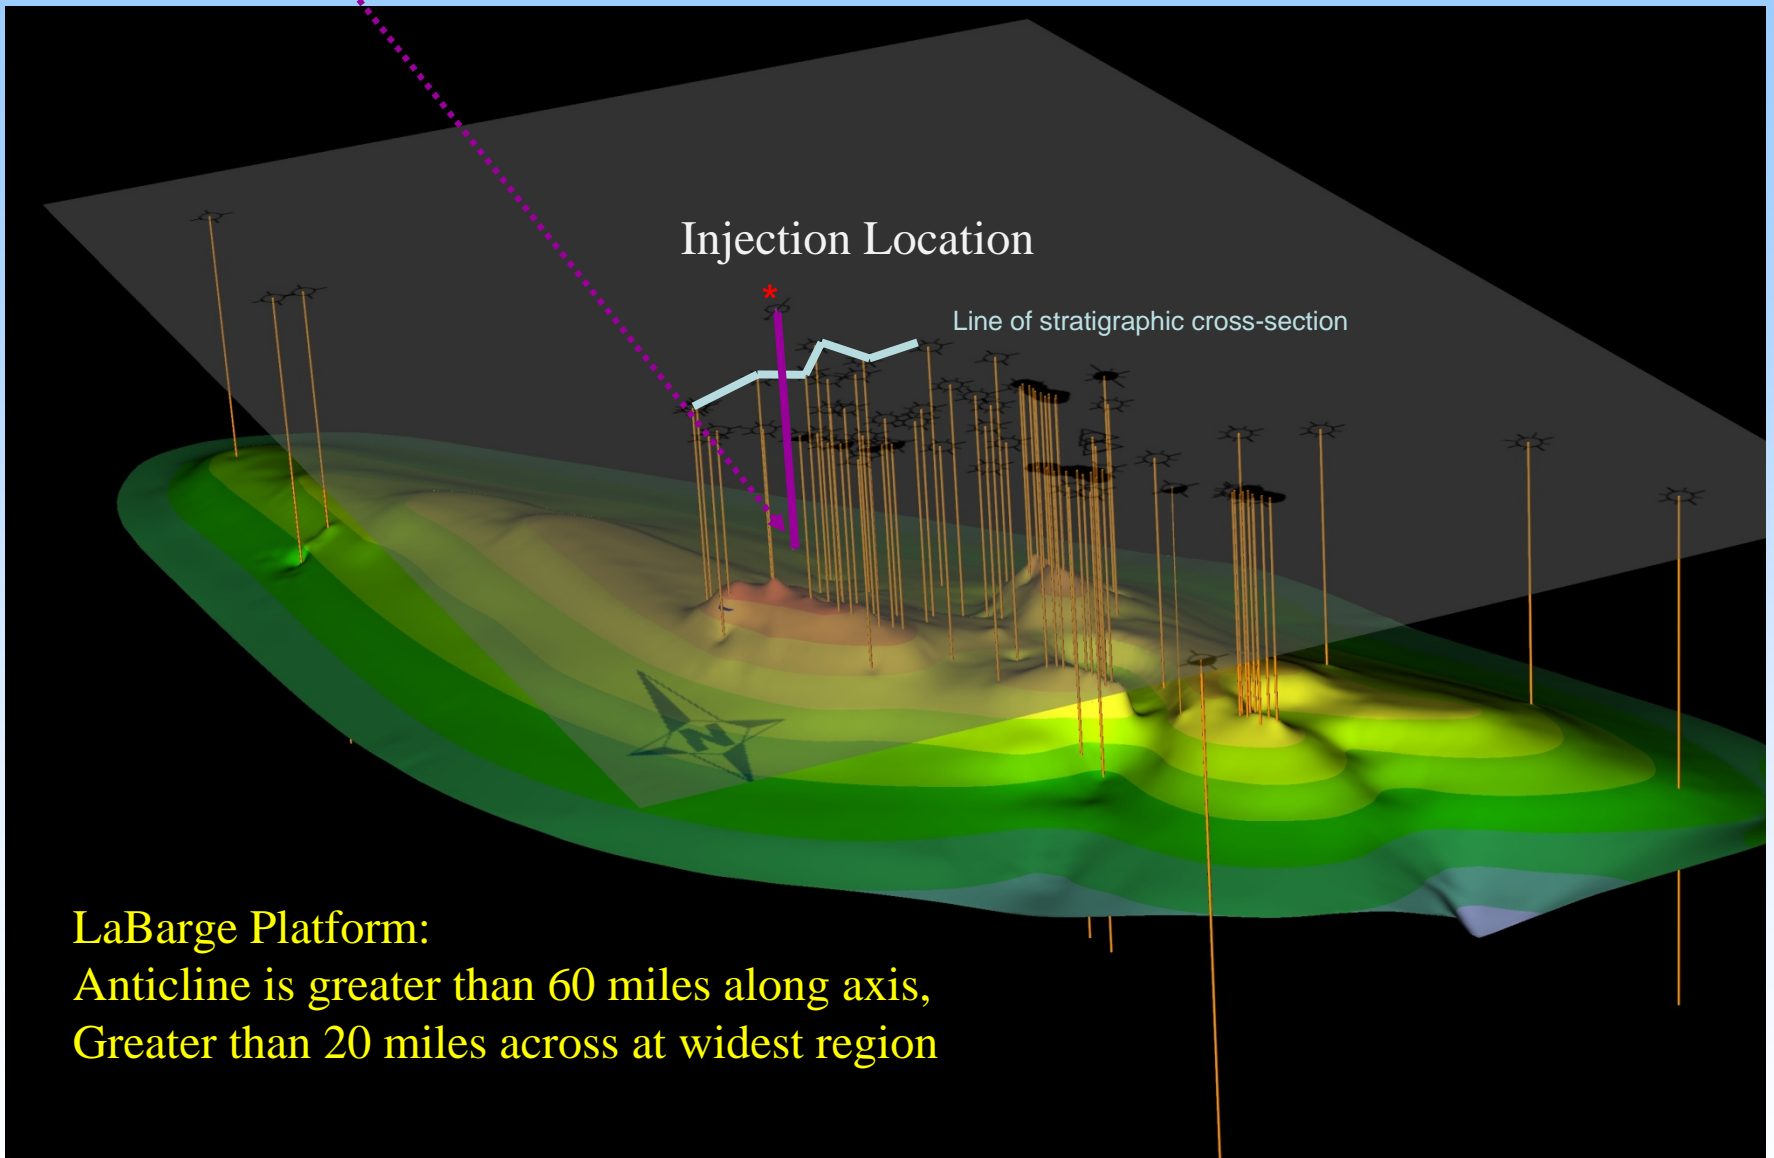 Injection Location
*
Line of stratigraphic cross-section
N
LaBarge Platform:
Anticline is greater than 60 miles along axis,
Greater than 20 miles across at widest region